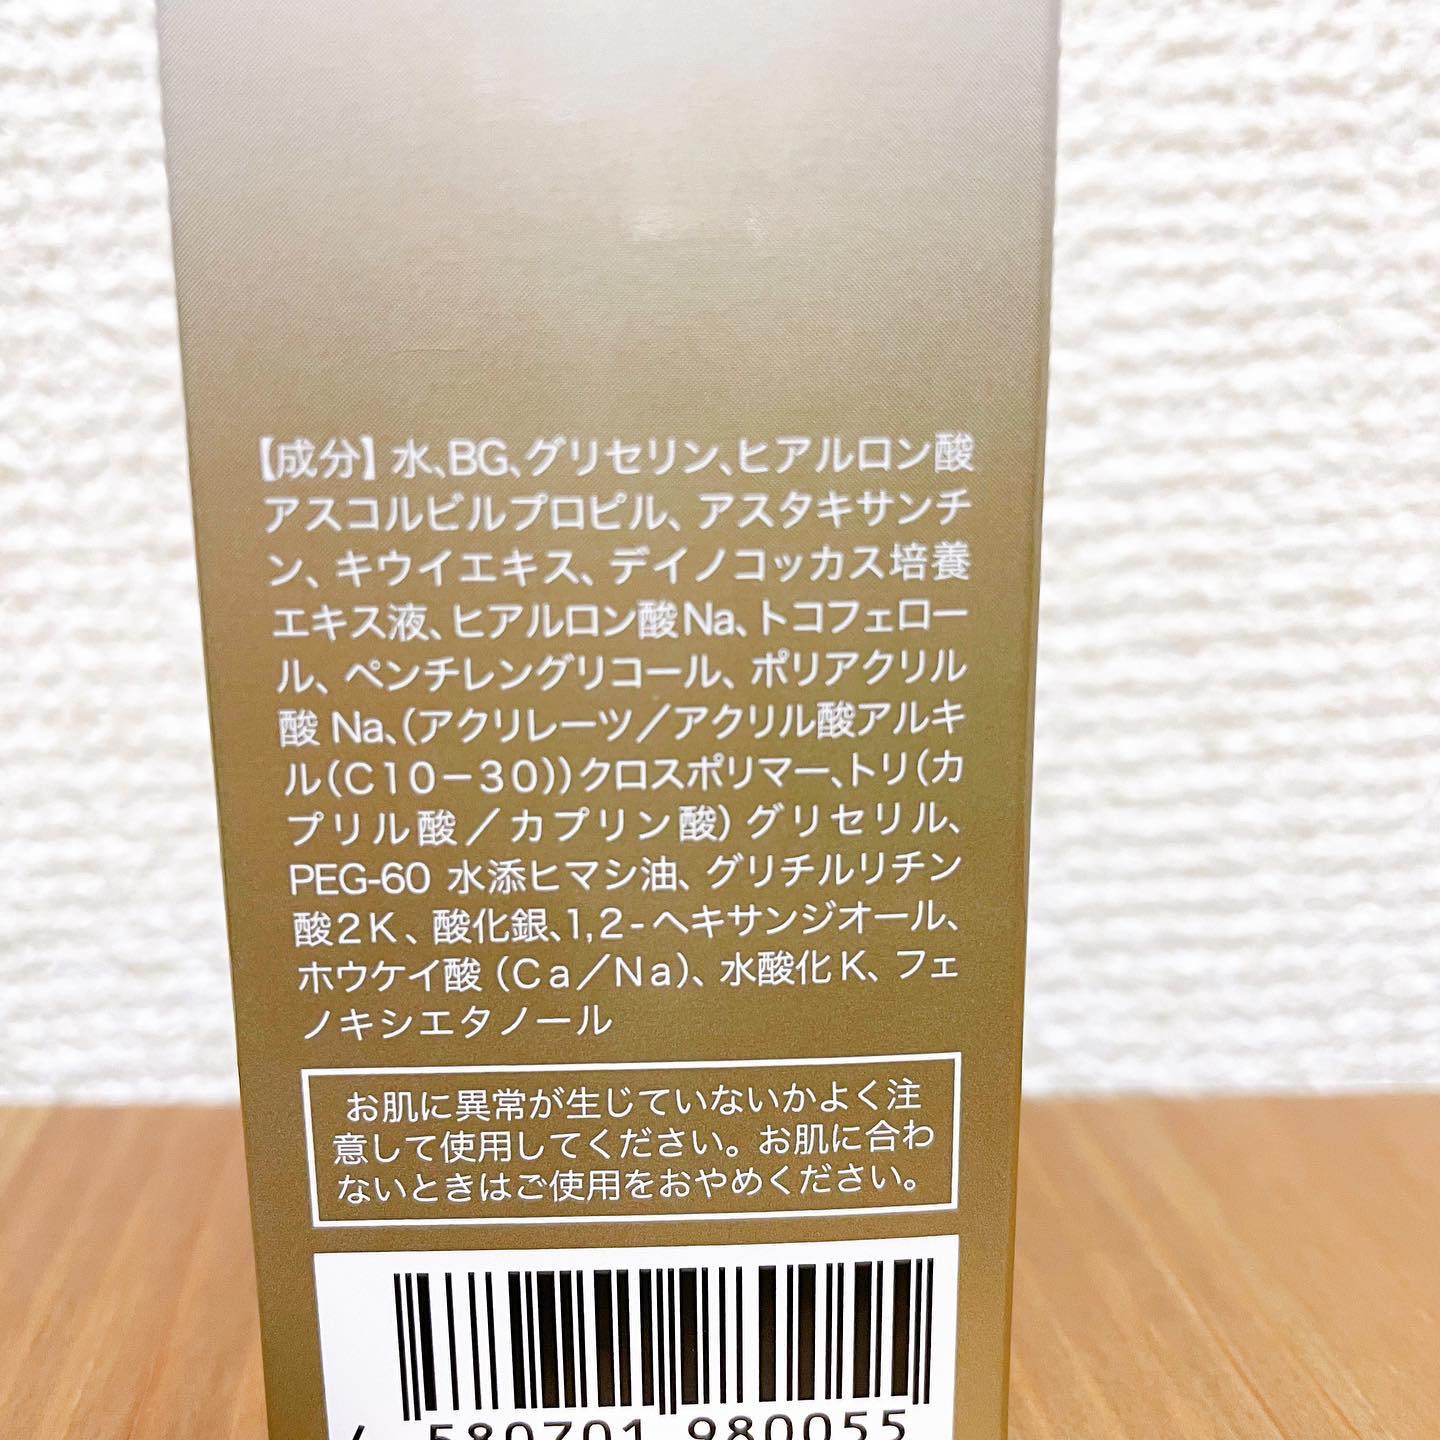 【成分】水、BG、グリセリン、ヒアルロン酸
アスコルビルプロピル、アスタキサンチ
ン、キウイエキス、デイノコッカス培養
エキス液、ヒアルロン酸Na、トコフェロー
ル、ペンチレングリコール、ポリアクリル
酸 Na、(アクリレーツ／アクリル酸アルキ
ル(C10－30))クロスポリマー、トリ(カ
プリル酸／カプリン酸)グリセリル、
PEG-60 水添ヒマシ油、グリチルリチン
酸2K、酸化銀、1,2-ヘキサンジオール、
ホウケイ酸(Ca／Na)、水酸化K、フェ
ノキシエタノール
お肌に異常が生じていないかよく注
意して使用してください。お肌に合わ
ないときはご使用をおやめください。
4 580701 980055